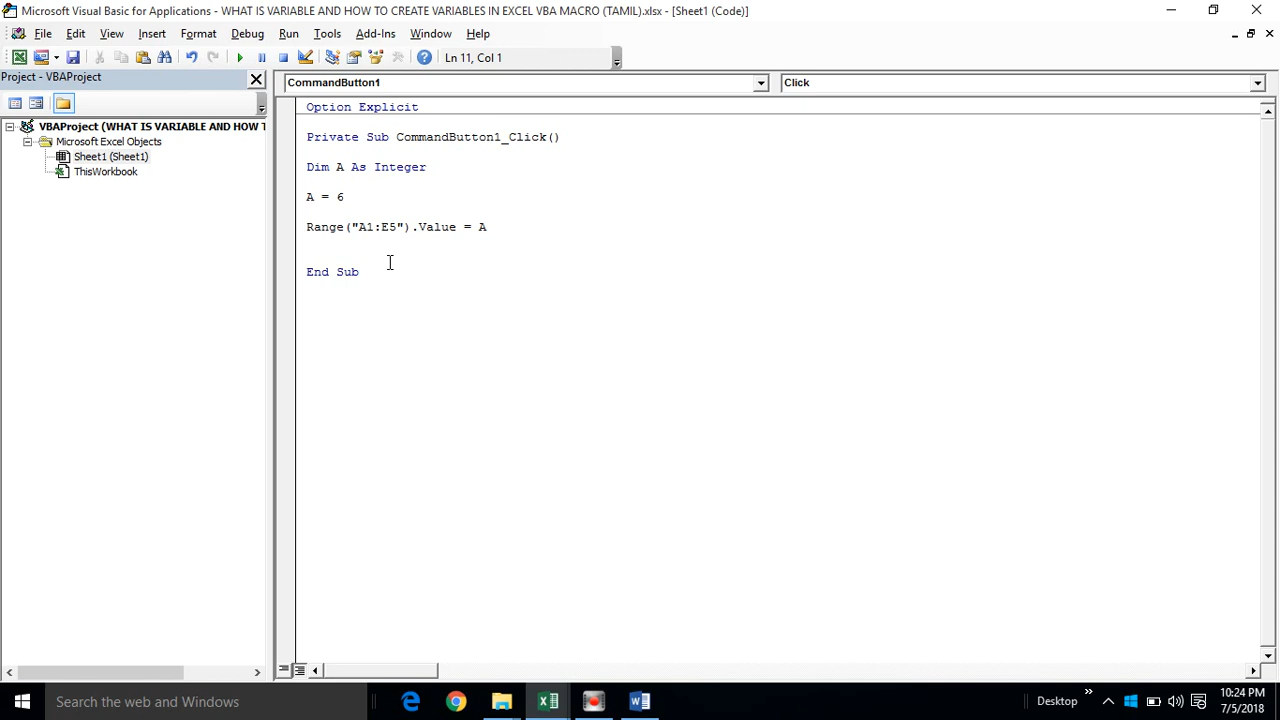 Microsoft Visual Basic for Applications - WHAT IS VARIABLE AND HOW TO CREATE VARIABLES IN EXCEL VBA MACRO (TAMIL).xlsx - [Sheet1 (Code)]
File Edit View Insert Format Debug Run Tools Add-Ins Window Help
Ln 11, Col 1
Project - VBAProject
CommandButton1
Click
VBAProject (WHAT IS VARIABLE AND HOW T
Microsoft Excel Objects
Sheet1 (Sheet1)
ThisWorkbook
Option Explicit
Private Sub CommandButton1_Click()
Dim A As Integer
A = 6
Range("A1:E5").Value = A
End Sub
Search the web and Windows
Desktop
10:24 PM
7/5/2018